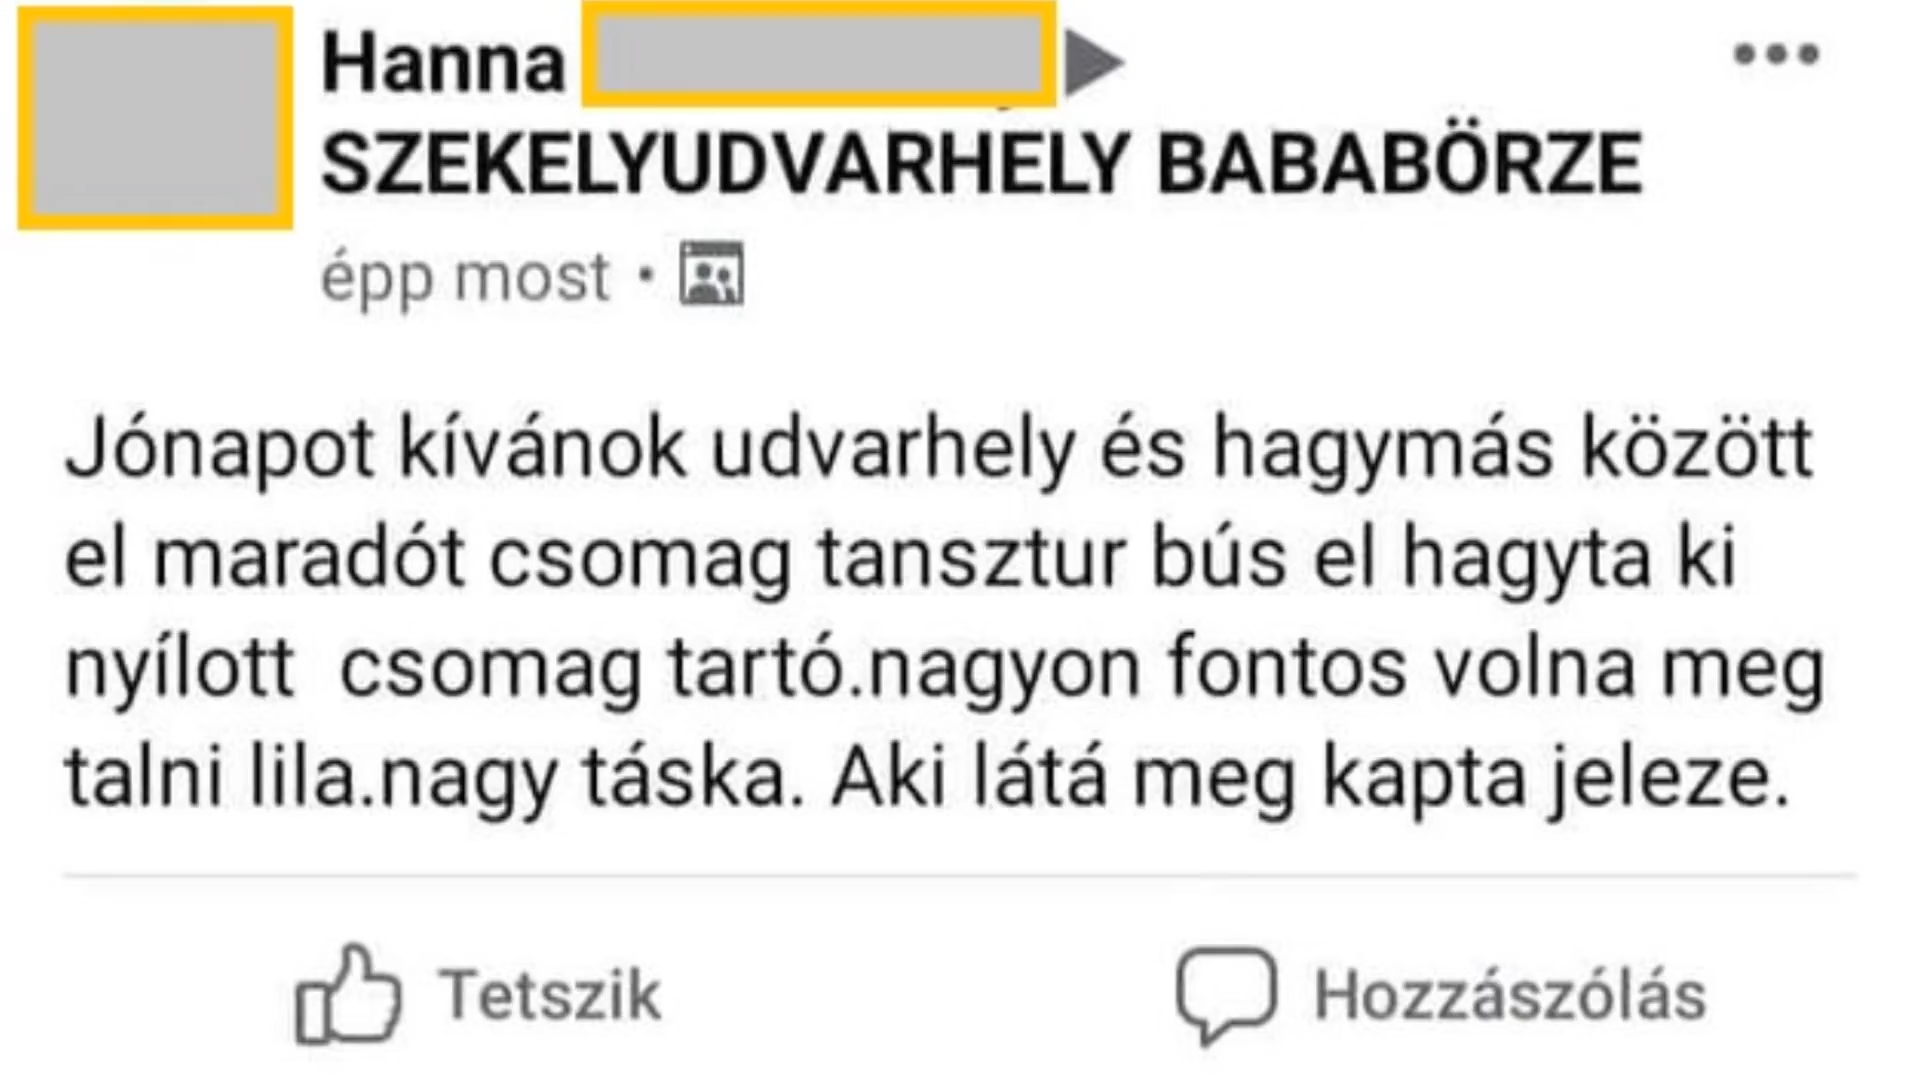 Hanna
SZEKELYUDVARHELY BABABÖRZE
épp most ·
Jónapot kívánok udvarhely és hagymás között
el maradót csomag tansztur bús el hagyta ki
nyílott  csomag tartó.nagyon fontos volna meg
talni lila.nagy táska. Aki látá meg kapta jeleze.
Tetszik
Hozzászólás